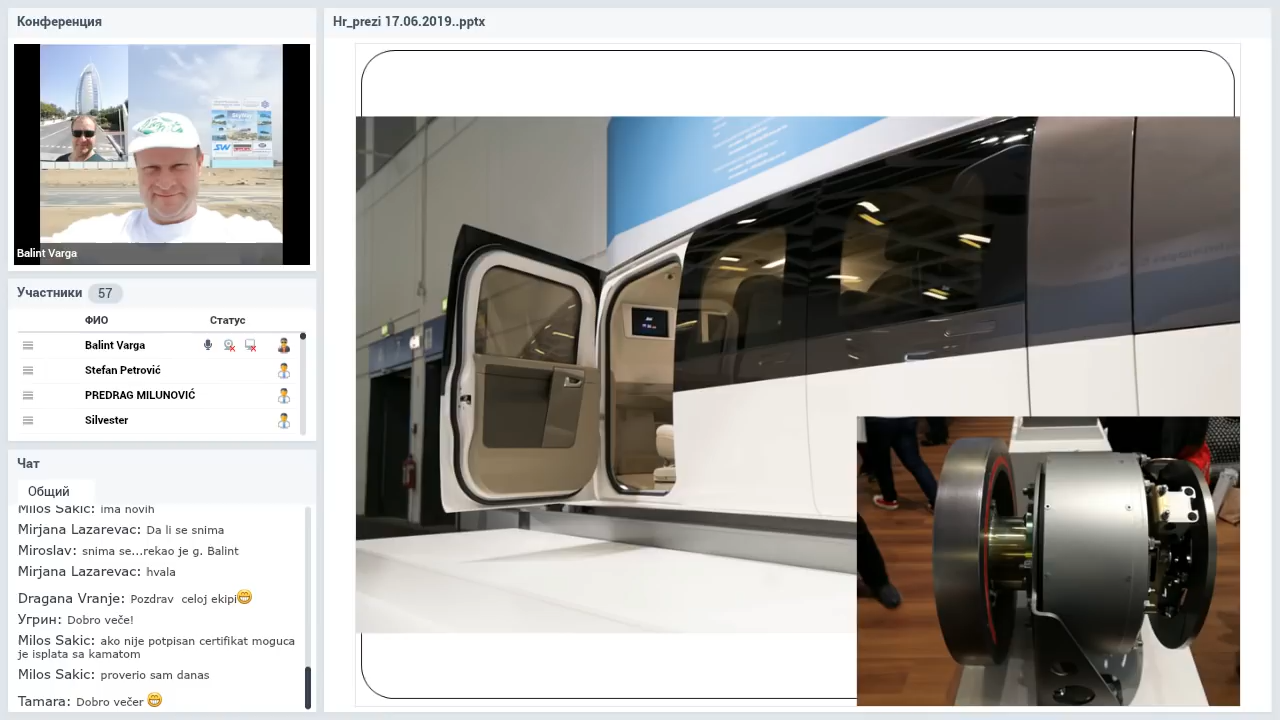 Конференция
Balint Varga
Участники 57
ФИО Статус
Balint Varga
Stefan Petrović
PREDRAG MILUNOVIĆ
Silvester
Чат
Общий
Milos Sakic: ima novih
Mirjana Lazarevac: Da li se snima
Miroslav: snima se...rekao je g. Balint
Mirjana Lazarevac: hvala
Dragana Vranje: Pozdrav celoj ekipi
Угрин: Dobro veče!
Milos Sakic: ako nije potpisan certifikat moguca
je isplata sa kamatom
Milos Sakic: proverio sam danas
Tamara: Dobro večer
Hr_prezi 17.06.2019..pptx
SW